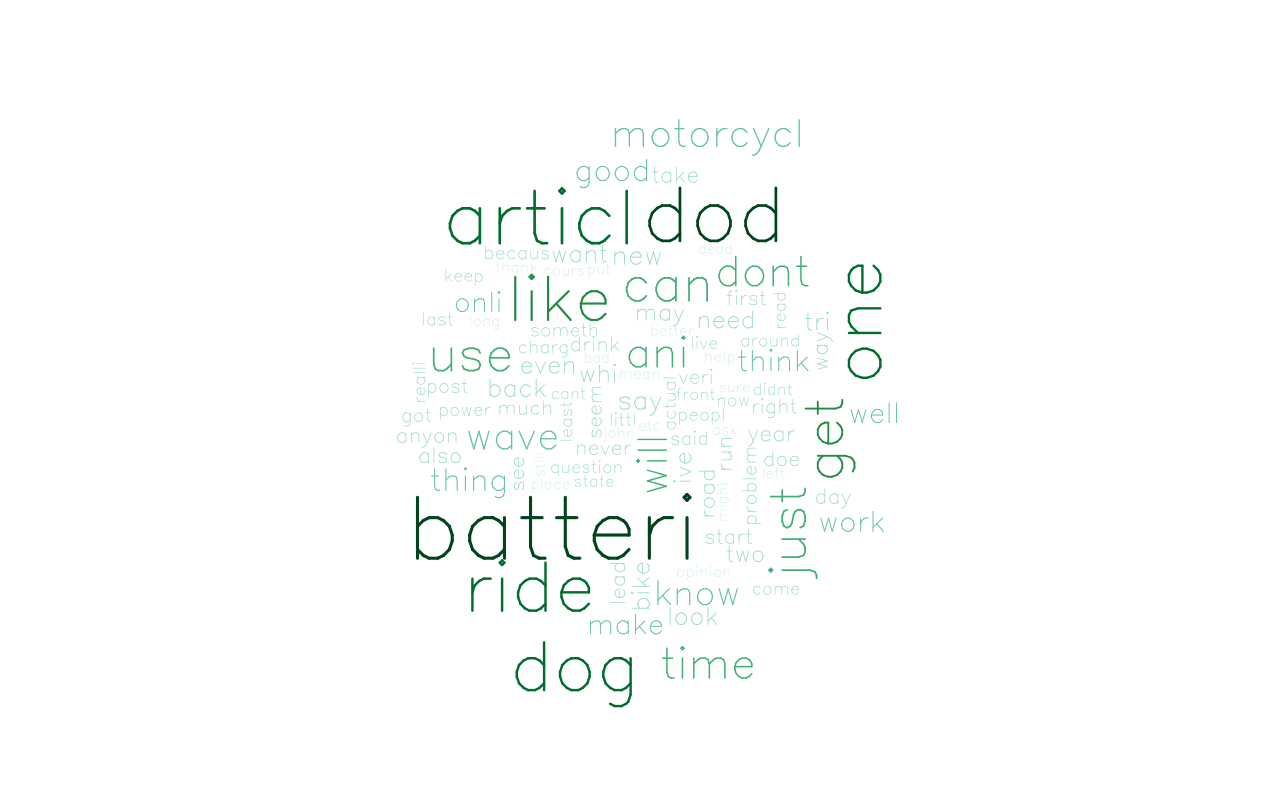 motorcycl
good take
articl dod
becaus want new dead
keep thank cours put
like can dont
onli first read
last long may need tri
someth better live around way
charg drink
use even bad ani help think
whi mean veri
realli post back cant sure didnt
actual front now right
got power much least seem say peopl well
littl etc
anyon wave john said ask year
never will run get
also see still question ive doe
thing place state road might problem left day
batteri just work
start two
ride lead bike opinion
know come
make look
dog time
one